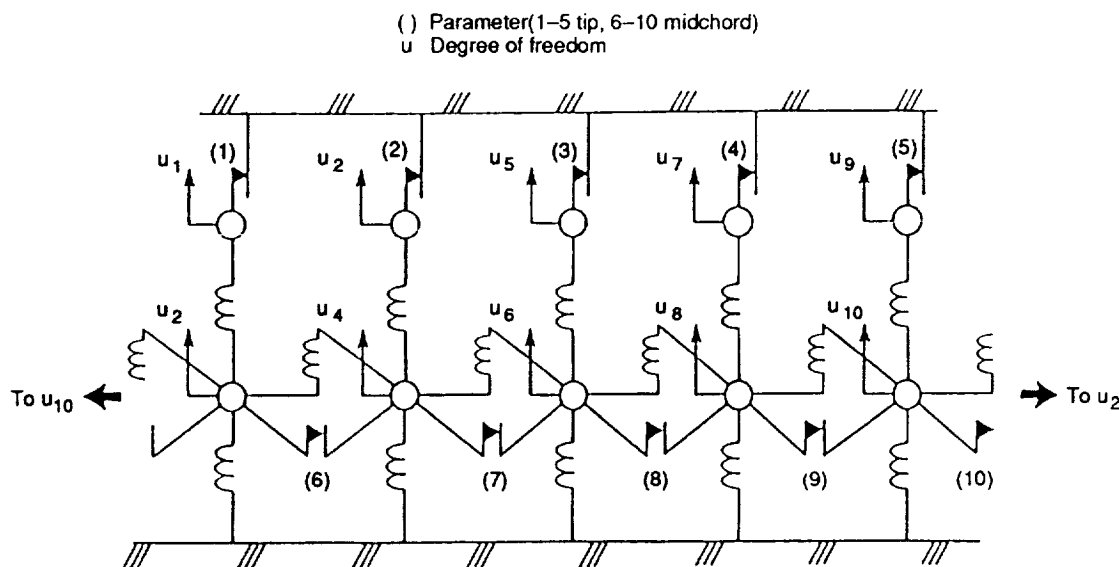 ( ) Parameter(1–5 tip, 6–10 midchord)
u Degree of freedom
u1 (1) u2 (2) u5 (3) u7 (4) u9 (5)
u2 u4 u6 u8 u10
To u10 To u2
(6) (7) (8) (9) (10)